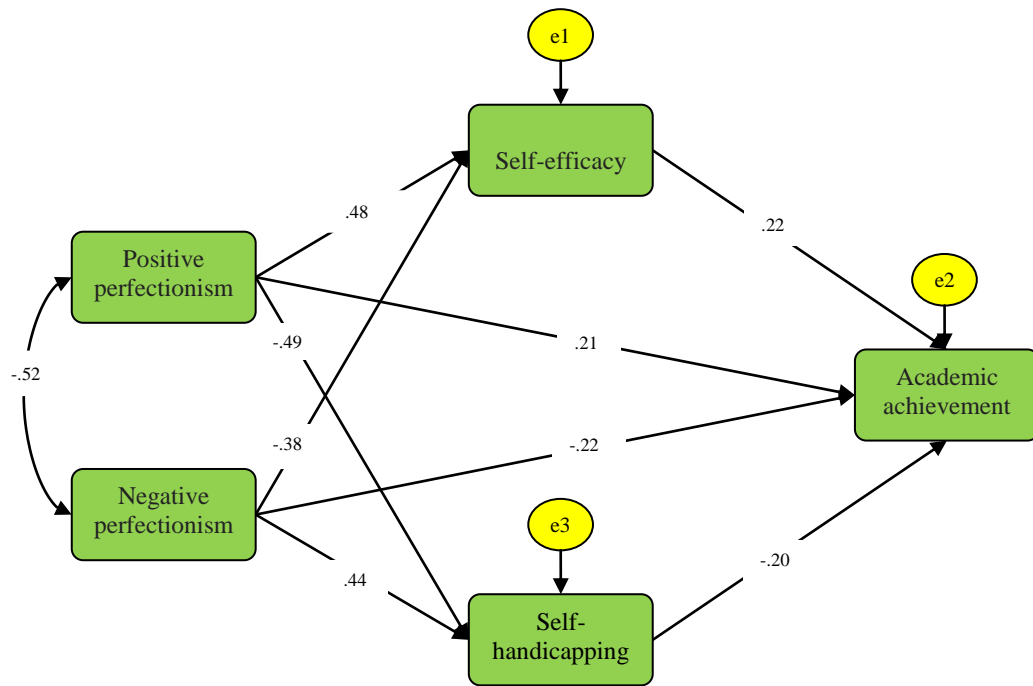 e1
Self-efficacy
.48
.22
Positive
perfectionism
e2
-.49
.21
-.52
Academic
achievement
-.38
-.22
Negative
perfectionism
e3
.44
-.20
Self-
handicapping